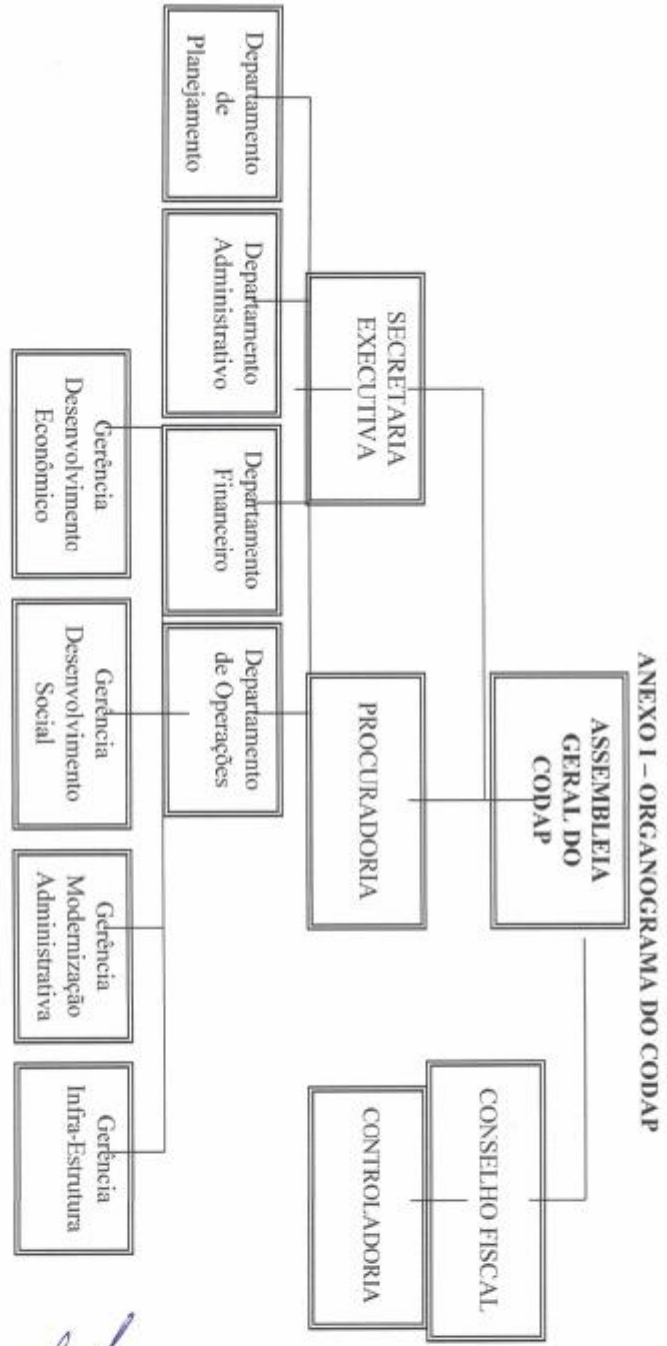 ANEXO I – ORGANOGRAMA DO CODAP
ASSEMBLEIA
GERAL DO
CODAP
CONSELHO FISCAL
SECRETARIA
EXECUTIVA
PROCURADORIA
CONTROLADORIA
Departamento
de
Planejamento
Departamento
Administrativo
Departamento
Financeiro
Departamento
de Operações
Gerência
Desenvolvimento
Econômico
Gerência
Desenvolvimento
Social
Gerência
Modernização
Administrativa
Gerência
Infra-Estrutura